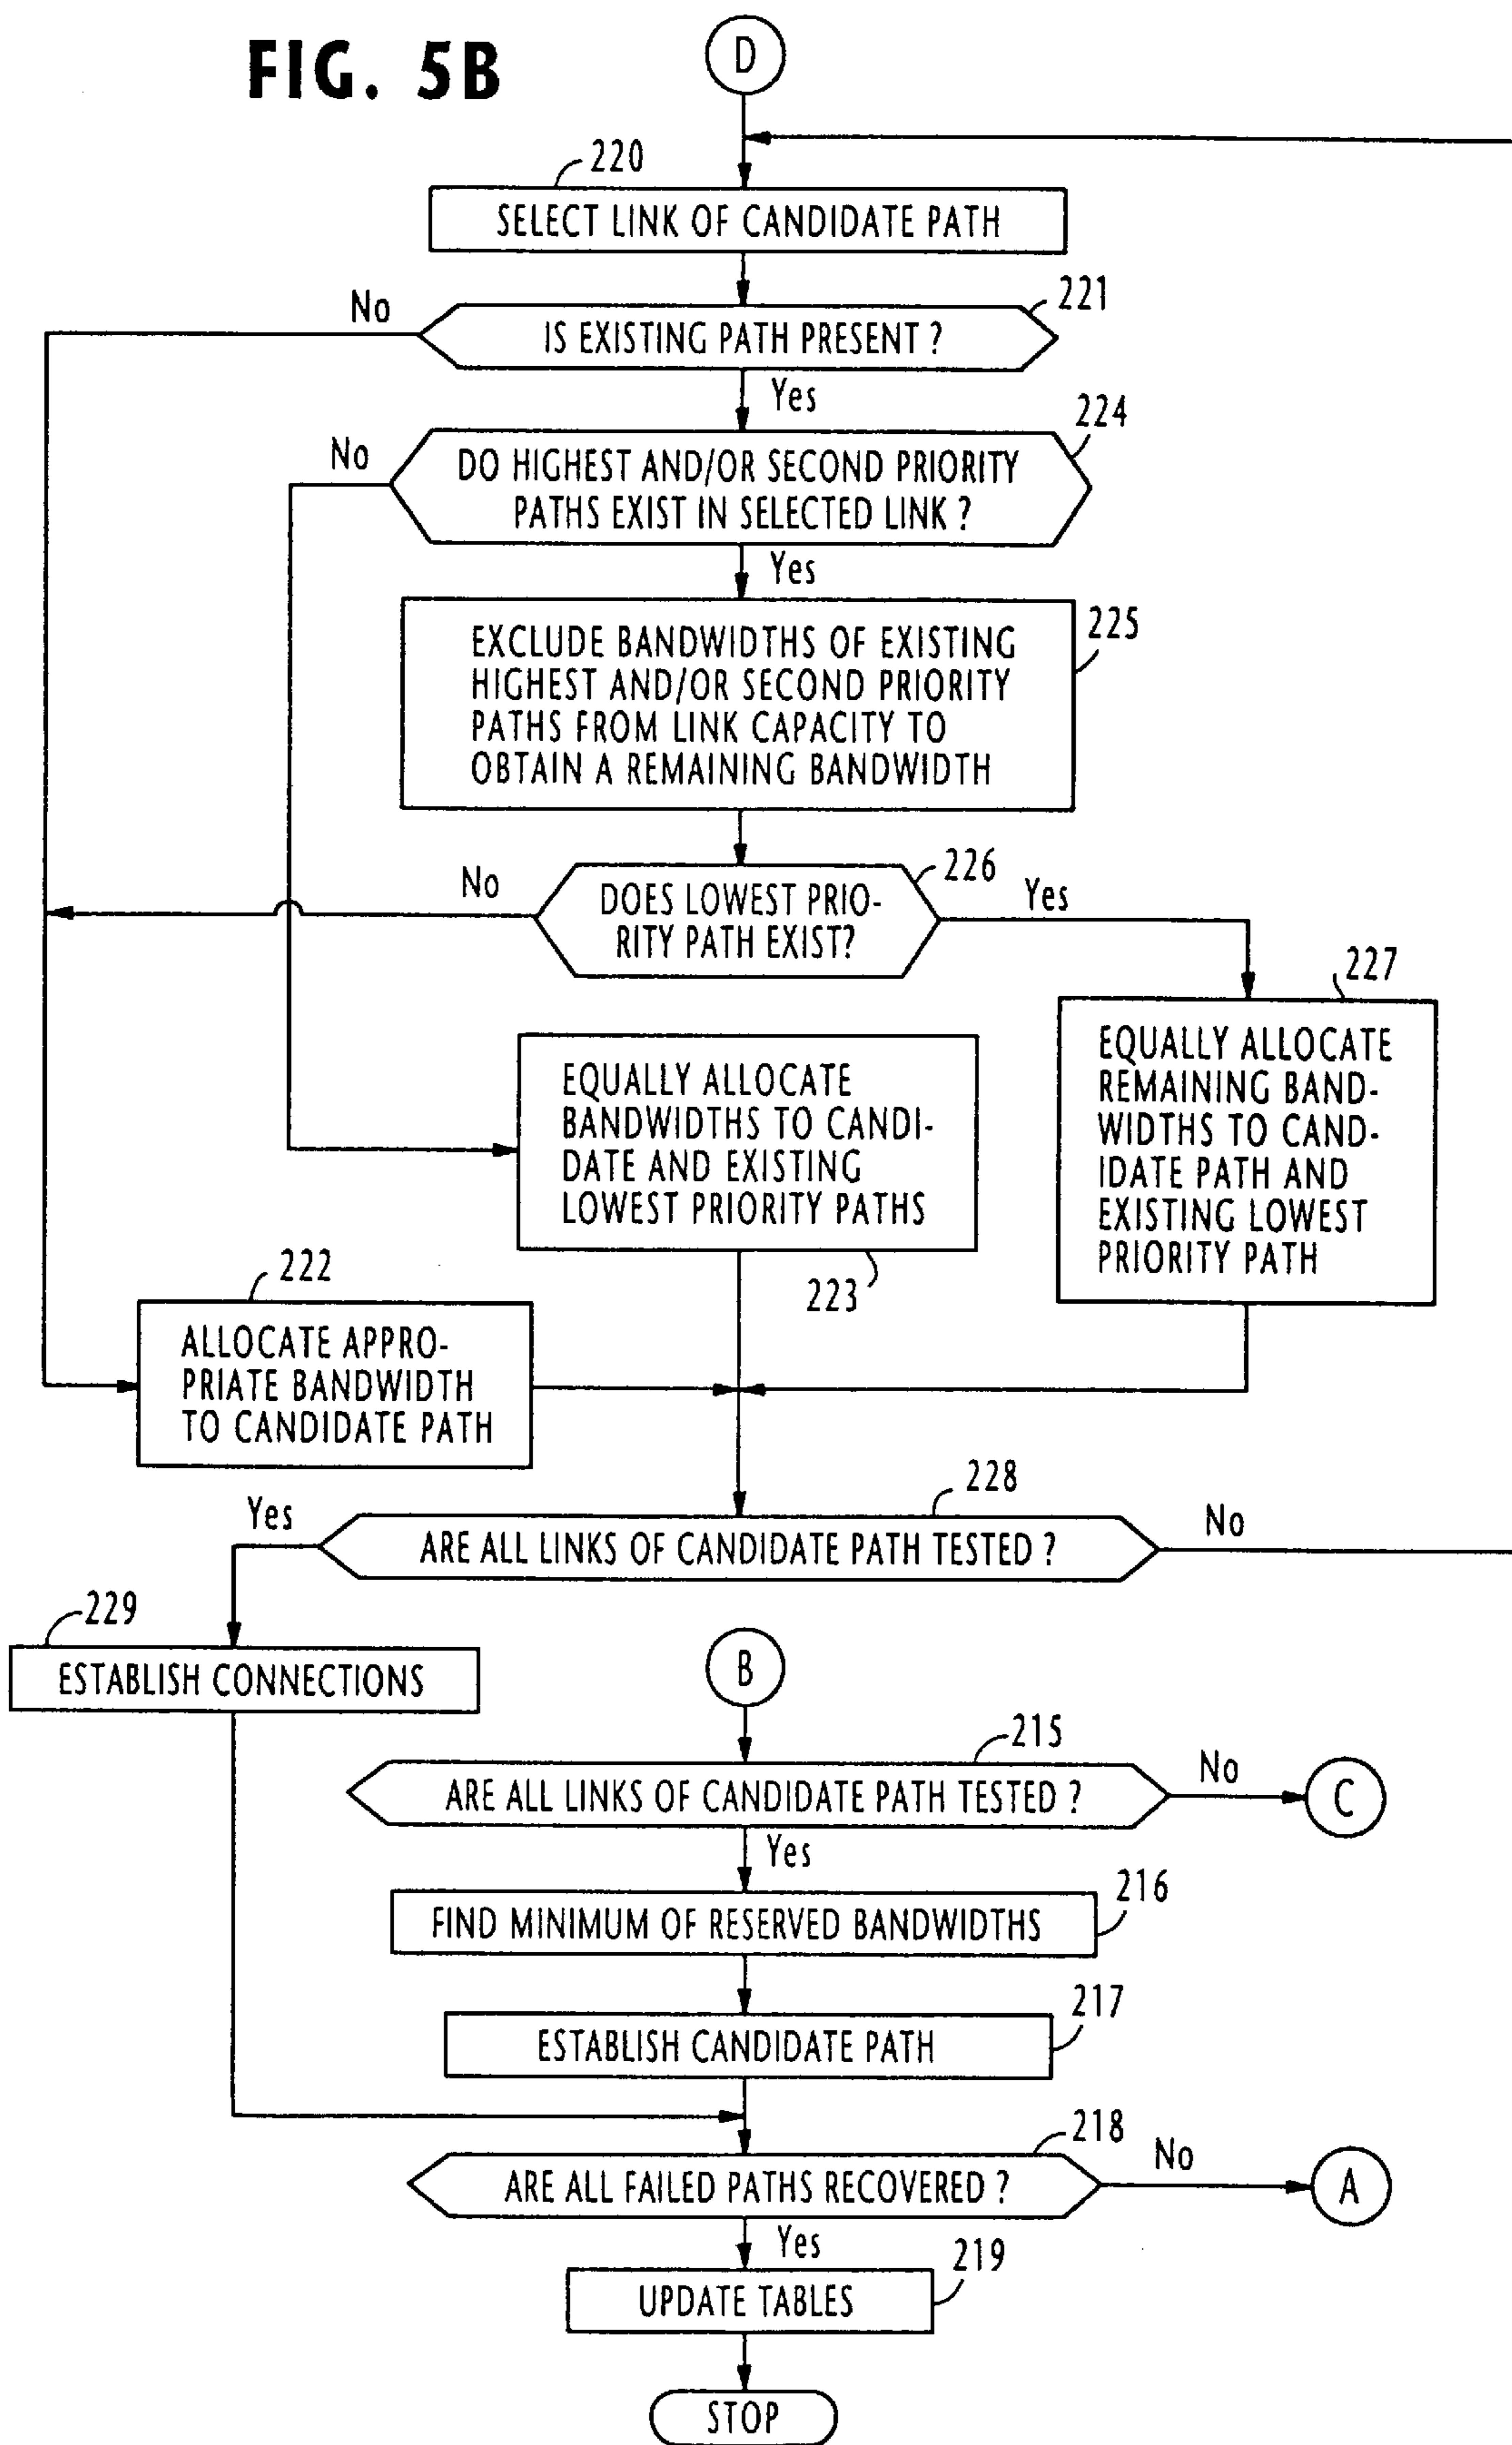 FIG. 5B
D
220
SELECT LINK OF CANDIDATE PATH
221
No
IS EXISTING PATH PRESENT ?
Yes
224
No
DO HIGHEST AND/OR SECOND PRIORITY
PATHS EXIST IN SELECTED LINK ?
Yes
225
EXCLUDE BANDWIDTHS OF EXISTING
HIGHEST AND/OR SECOND PRIORITY
PATHS FROM LINK CAPACITY TO
OBTAIN A REMAINING BANDWIDTH
226
No
DOES LOWEST PRIO-
RITY PATH EXIST?
Yes
227
EQUALLY ALLOCATE
REMAINING BAND-
WIDTHS TO CAND-
IDATE PATH AND
EXISTING LOWEST
PRIORITY PATH
EQUALLY ALLOCATE
BANDWIDTHS TO CANDI-
DATE AND EXISTING
LOWEST PRIORITY PATHS
223
222
ALLOCATE APPRO-
PRIATE BANDWIDTH
TO CANDIDATE PATH
228
Yes
ARE ALL LINKS OF CANDIDATE PATH TESTED ?
No
229
ESTABLISH CONNECTIONS
B
215
ARE ALL LINKS OF CANDIDATE PATH TESTED ?
No
C
Yes
216
FIND MINIMUM OF RESERVED BANDWIDTHS
217
ESTABLISH CANDIDATE PATH
218
ARE ALL FAILED PATHS RECOVERED ?
No
A
Yes
219
UPDATE TABLES
STOP